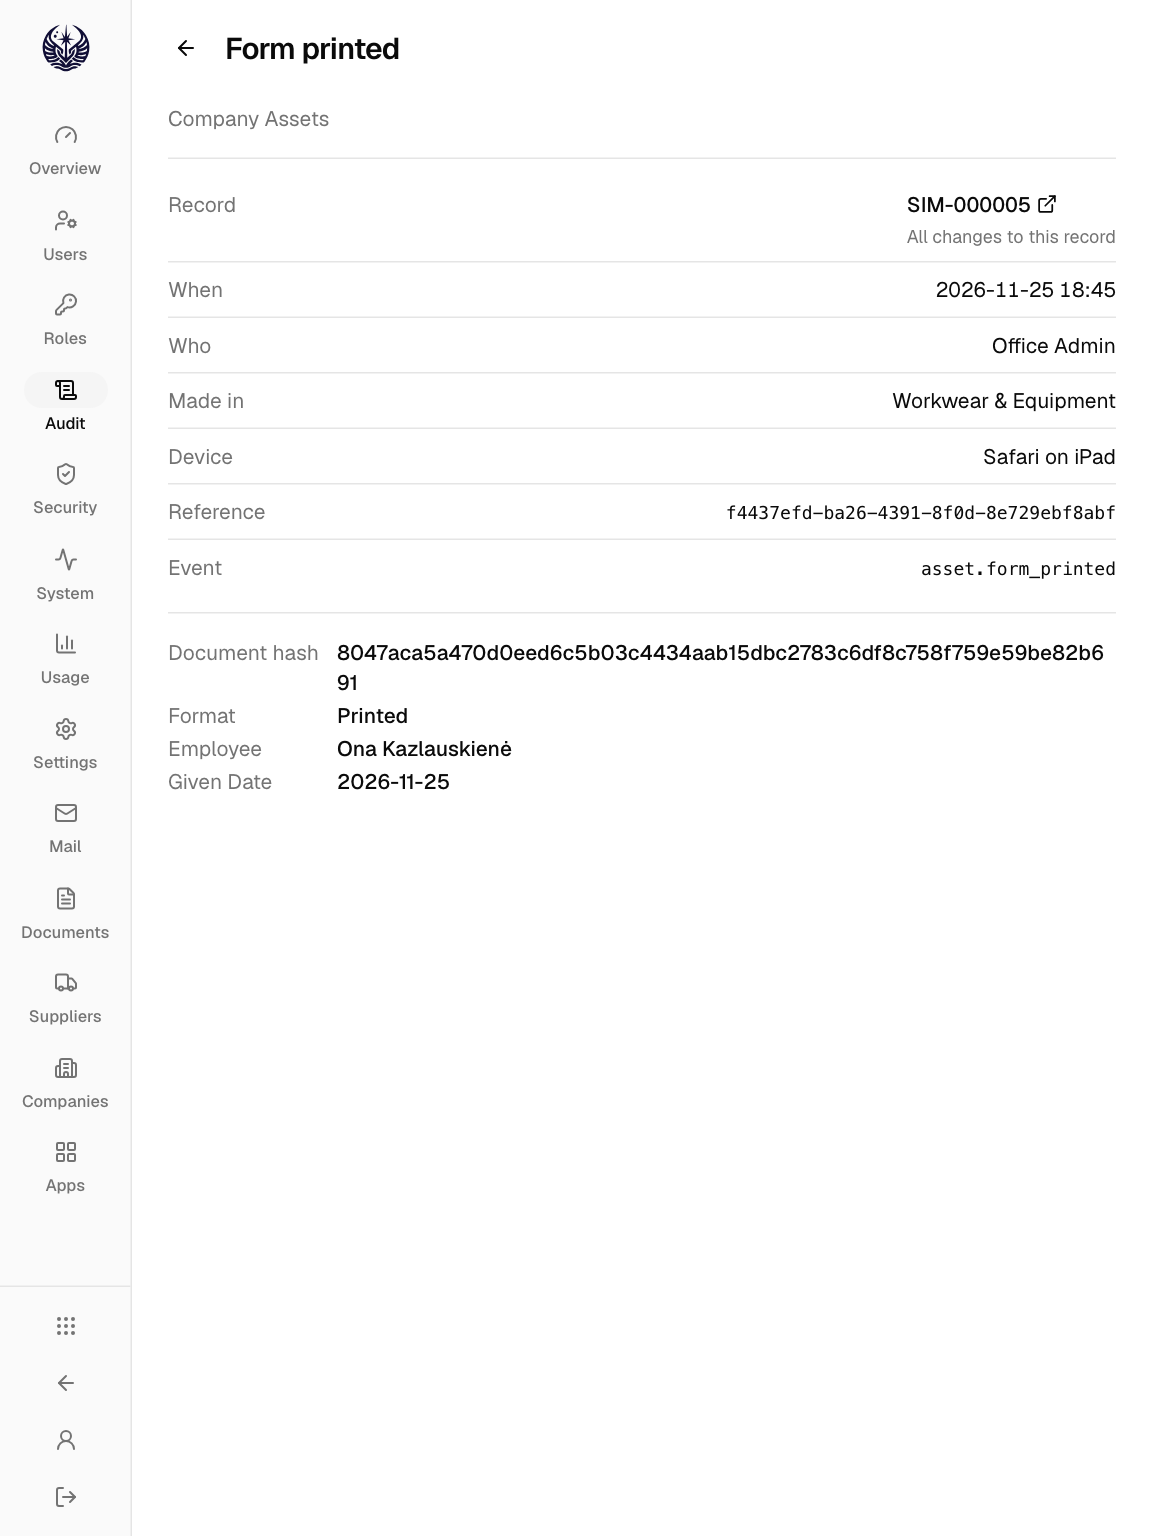 Form printed
Company Assets
Overview
Users
Roles
Audit
Security
System
Usage
Settings
Mail
Documents
Suppliers
Companies
Apps
Record
SIM-000005
All changes to this record
When
2026-11-25 18:45
Who
Office Admin
Made in
Workwear & Equipment
Device
Safari on iPad
Reference
f4437efd-ba26-4391-8f0d-8e729ebf8abf
Event
asset.form_printed
Document hash
8047aca5a470d0eed6c5b03c4434aab15dbc2783c6df8c758f759e59be82b6
91
Format
Printed
Employee
Ona Kazlauskienė
Given Date
2026-11-25